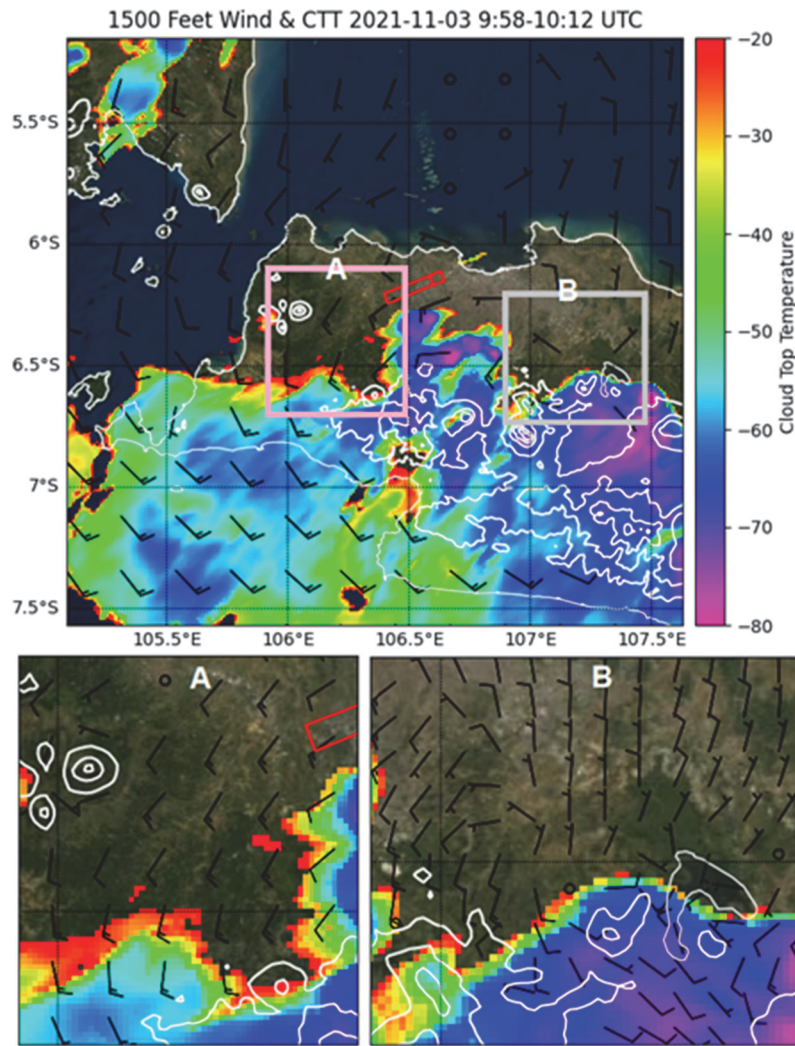 1500 Feet Wind & CTT 2021-11-03 9:58-10:12 UTC
5.5°S
6°S
6.5°S
7°S
7.5°S
105.5°E
106°E
106.5°E
107°E
107.5°E
A
B
−20
−30
−40
−50
−60
−70
−80
Cloud Top Temperature
A
B